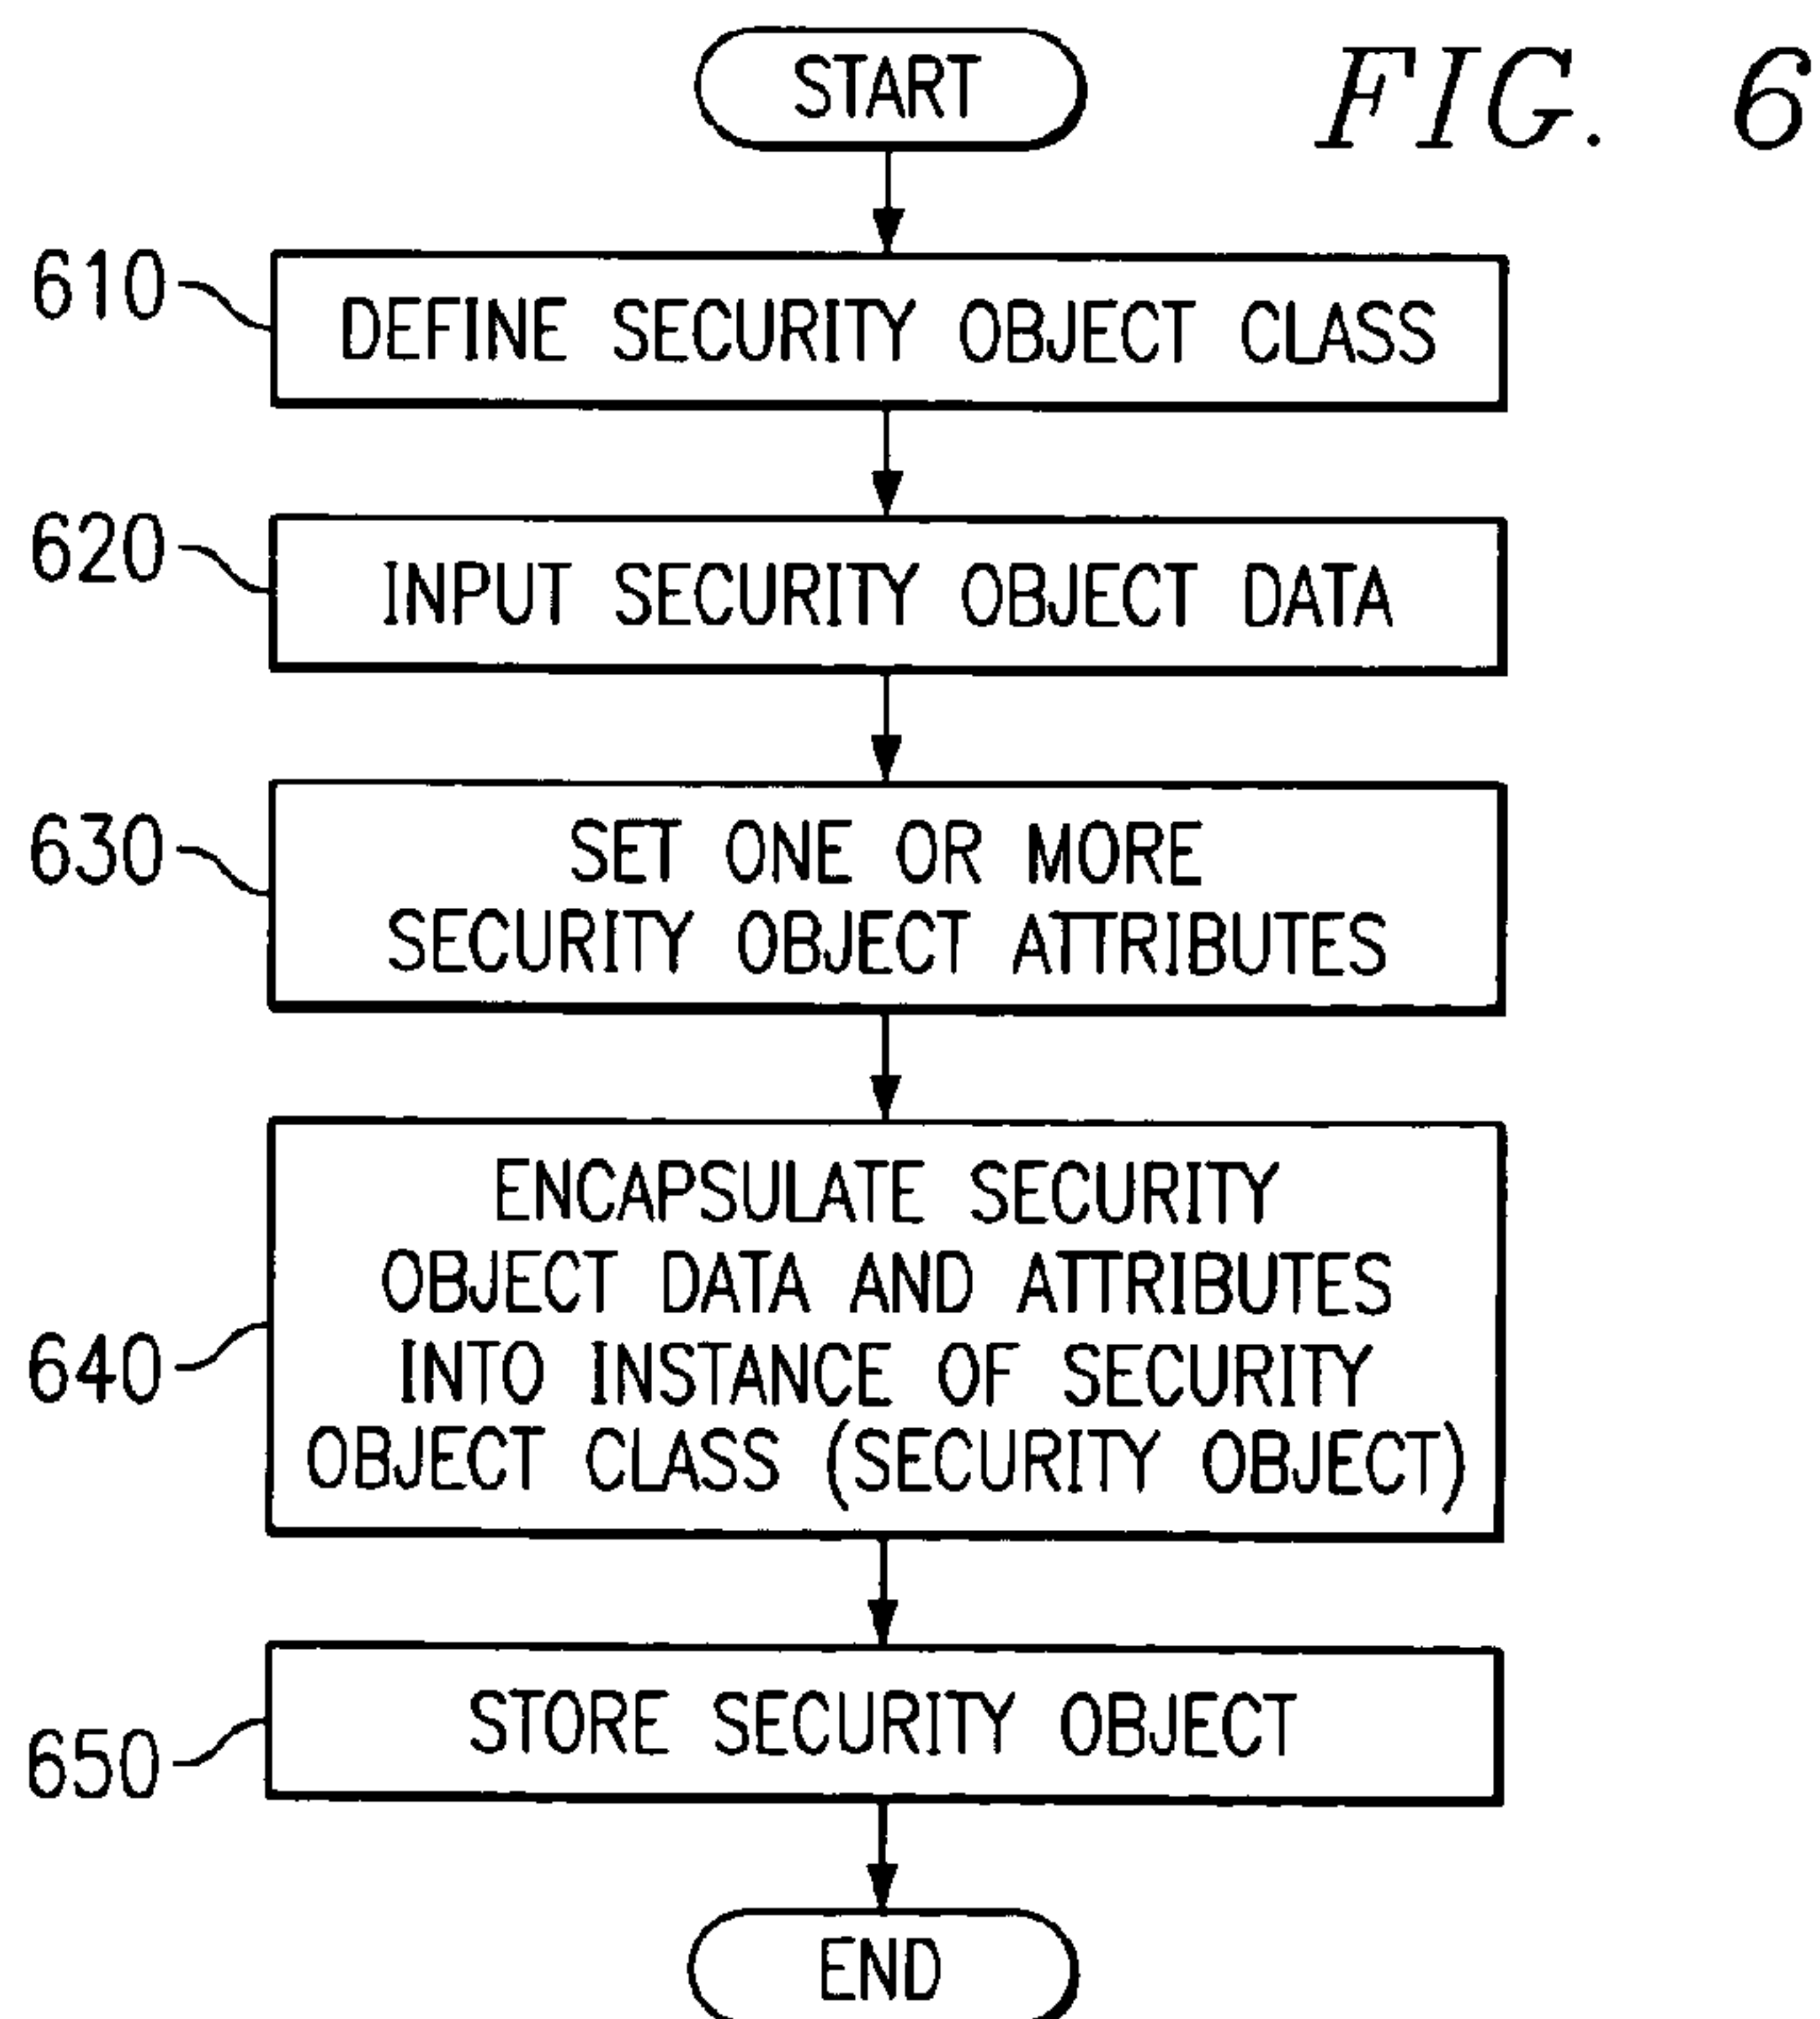 START
FIG. 6
610
DEFINE SECURITY OBJECT CLASS
620
INPUT SECURITY OBJECT DATA
630
SET ONE OR MORE
SECURITY OBJECT ATTRIBUTES
640
ENCAPSULATE SECURITY
OBJECT DATA AND ATTRIBUTES
INTO INSTANCE OF SECURITY
OBJECT CLASS (SECURITY OBJECT)
650
STORE SECURITY OBJECT
END